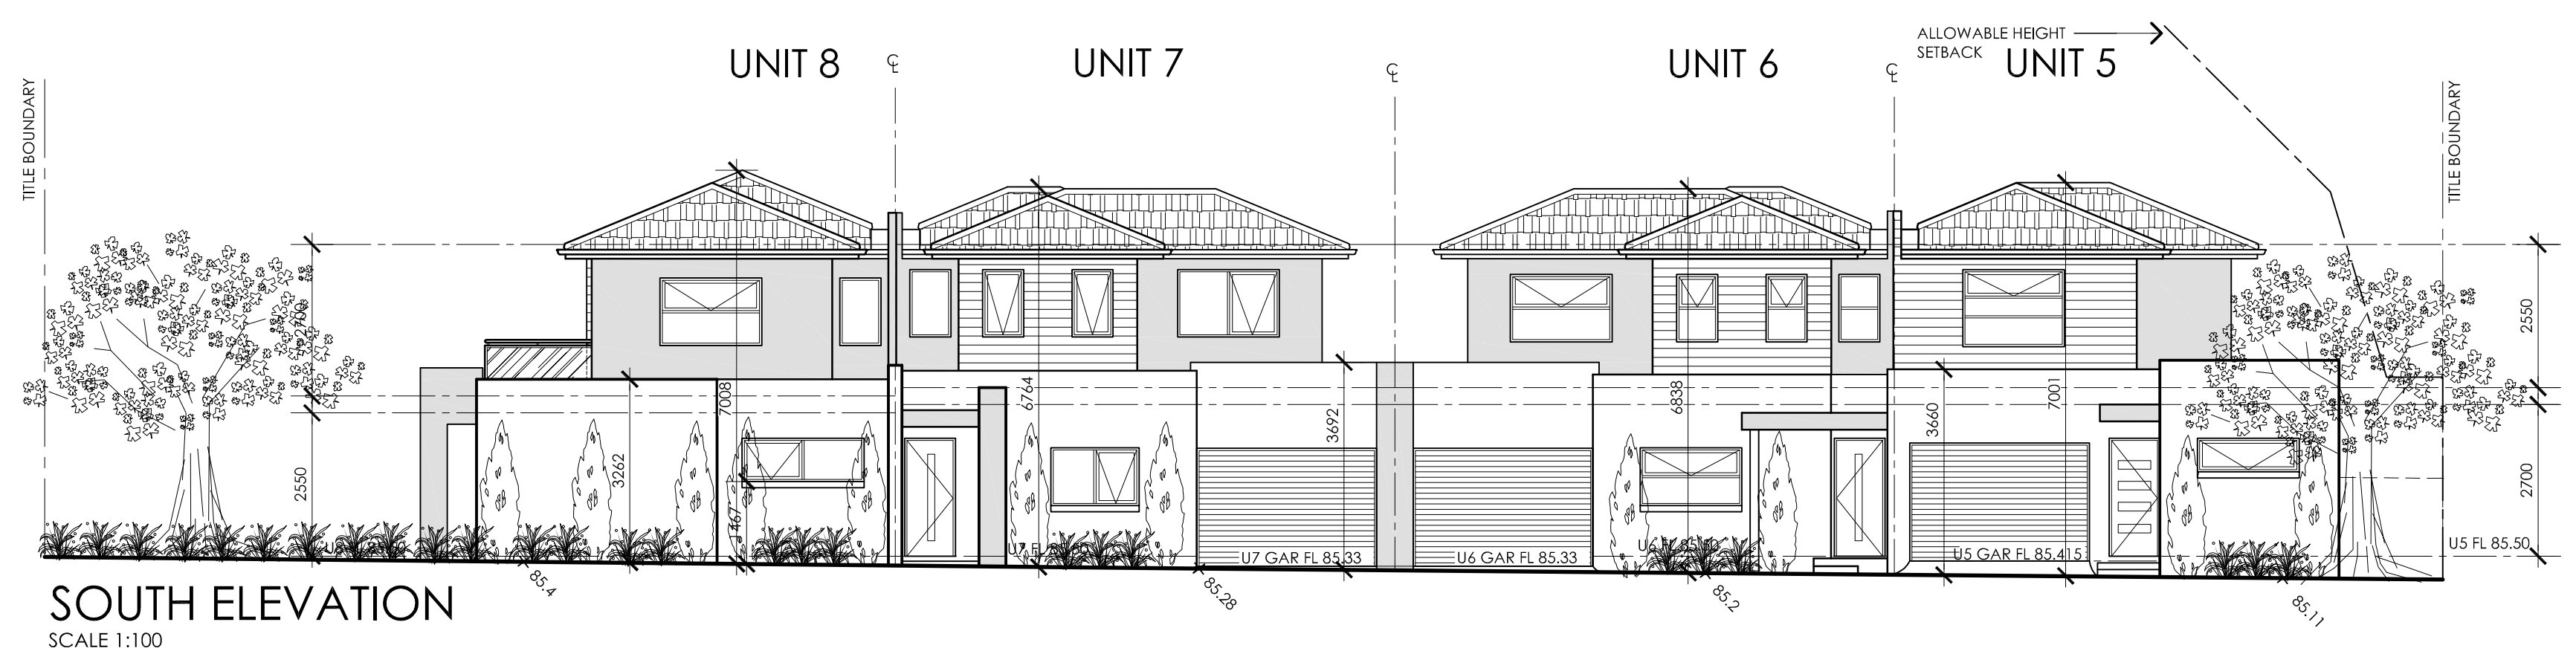 ALLOWABLE HEIGHT
SETBACK
UNIT 8
UNIT 7
UNIT 6
UNIT 5
TITLE BOUNDARY
TITLE BOUNDARY
2700
2550
3262
7008
467
6764
3692
6838
3660
7001
2550
2700
U7 GAR FL 85.33
U6 GAR FL 85.33
U5 GAR FL 85.415
U5 FL 85.50
85.4
85.28
85.2
85.11
SOUTH ELEVATION
SCALE 1:100